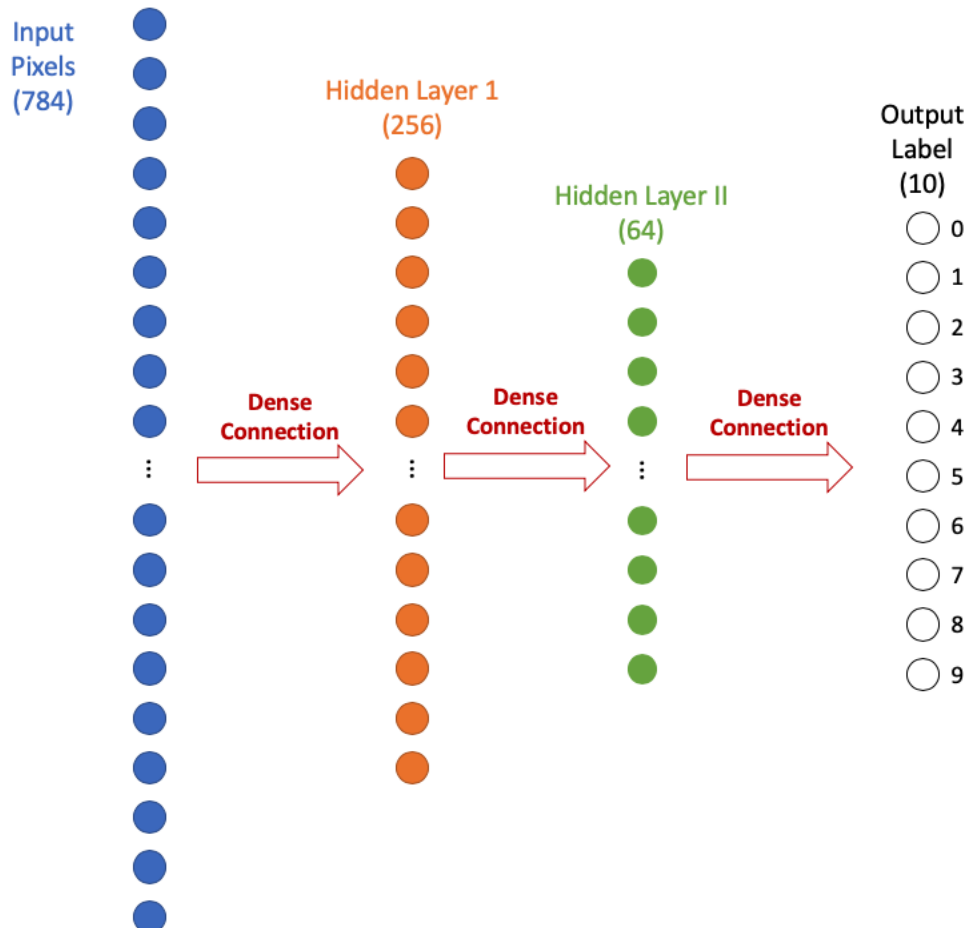 Input
Pixels
(784)
Hidden Layer 1
(256)
Hidden Layer II
(64)
Output
Label
(10)
Dense
Connection
Dense
Connection
Dense
Connection
...
...
...
0
1
2
3
4
5
6
7
8
9